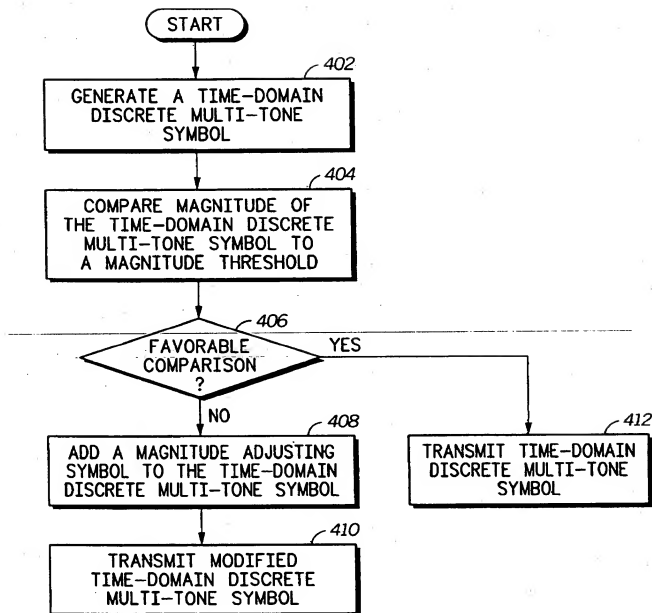 START
402
GENERATE A TIME-DOMAIN
DISCRETE MULTI-TONE
SYMBOL
404
COMPARE MAGNITUDE OF
THE TIME-DOMAIN DISCRETE
MULTI-TONE SYMBOL TO
A MAGNITUDE THRESHOLD
406
FAVORABLE
COMPARISON
?
YES
NO
408
ADD A MAGNITUDE ADJUSTING
SYMBOL TO THE TIME-DOMAIN
DISCRETE MULTI-TONE SYMBOL
412
TRANSMIT TIME-DOMAIN
DISCRETE MULTI-TONE
SYMBOL
410
TRANSMIT MODIFIED
TIME-DOMAIN DISCRETE
MULTI-TONE SYMBOL